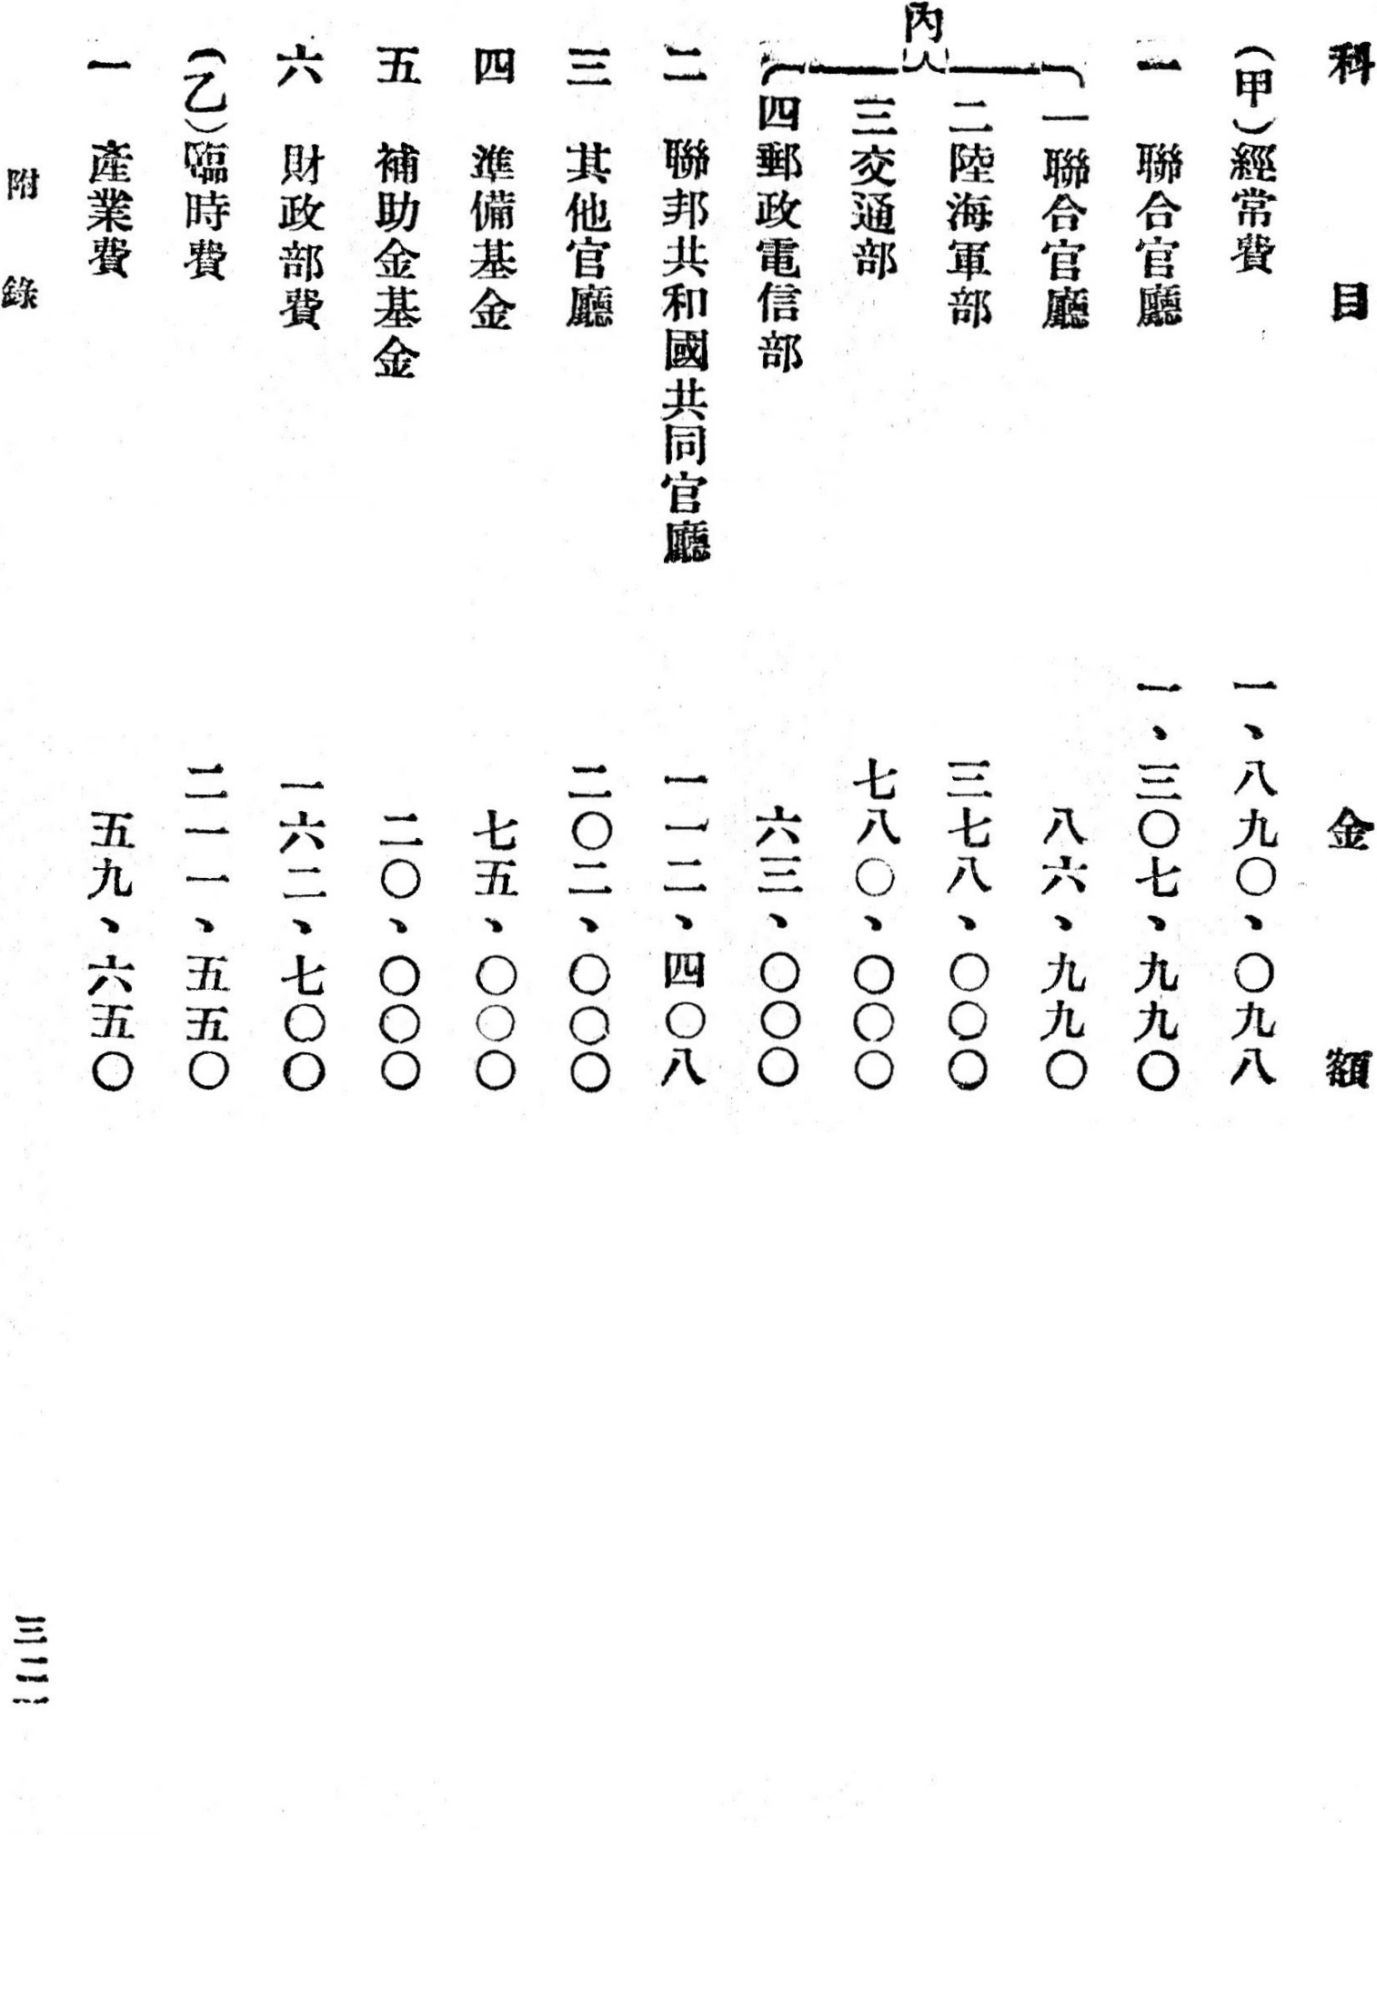 科目　金額
(甲)經常費　一、八九〇、〇九八
一　聯合官廳　一、三〇七、九九〇
內
一聯合官廳　八六、九九〇
二陸海軍部　三七八、〇〇〇
三交通部　七八〇、〇〇〇
四郵政電信部　六三、〇〇〇
二　聯邦共和國共同官廳　一一二、四〇八
三　其他官廳　二〇二、〇〇〇
四　準備基金　七五、〇〇〇
五　補助金基金　二〇、〇〇〇
六　財政部費　一六二、七〇〇
(乙)臨時費　二一一、五五〇
一　產業費　五九、六五〇
附錄　三二一